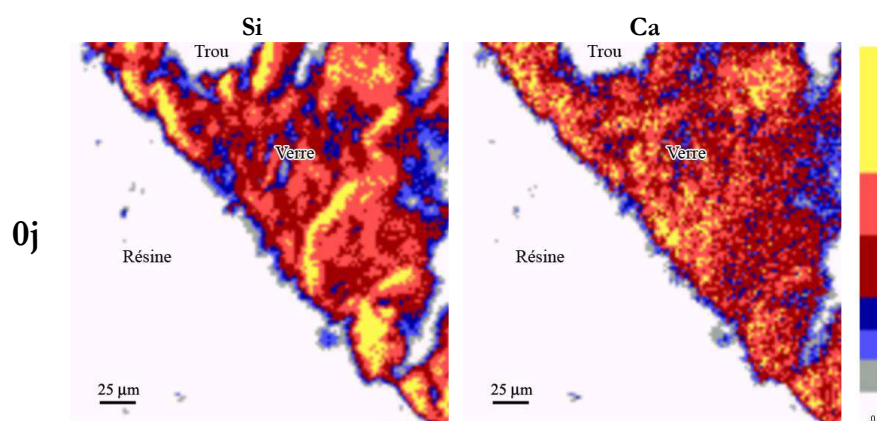 Si
Ca
Trou
Trou
Verre
Verre
0j
Résine
Résine
25 µm
25 µm
0